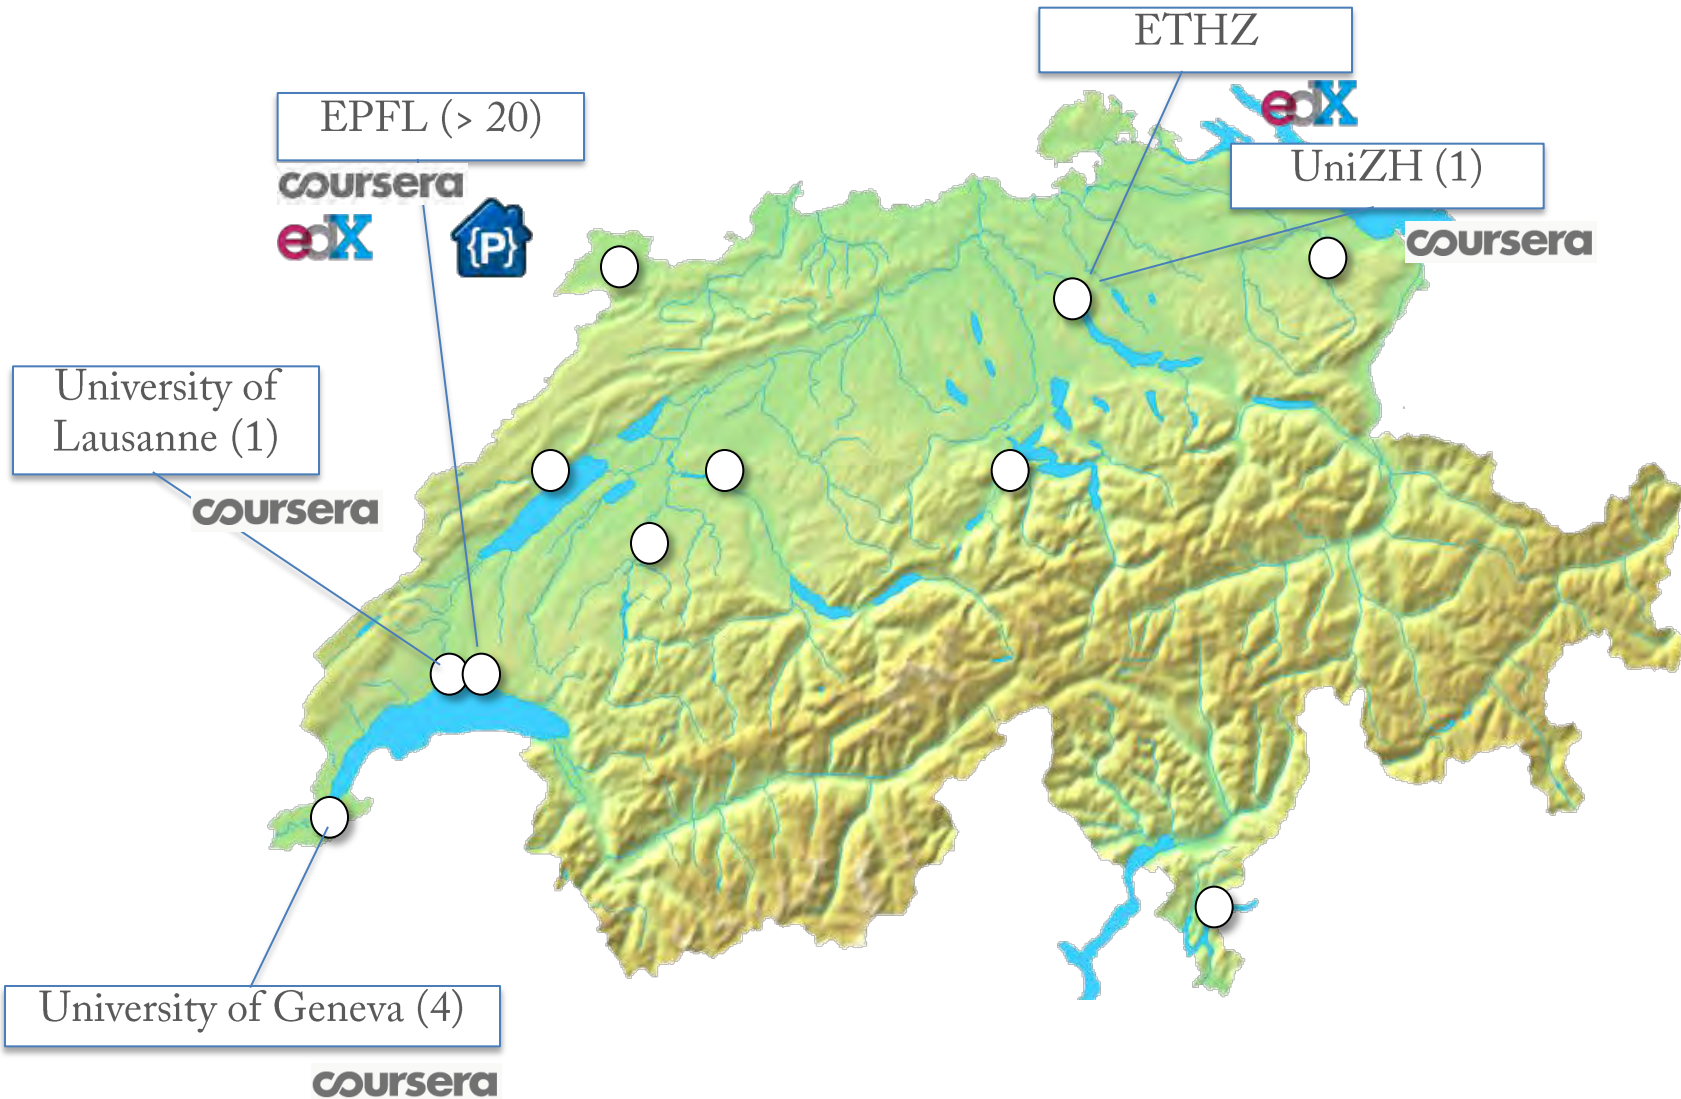 ETHZ
edX
EPFL (> 20)
coursera
edX
{P}
UniZH (1)
coursera
University of
Lausanne (1)
coursera
University of Geneva (4)
coursera